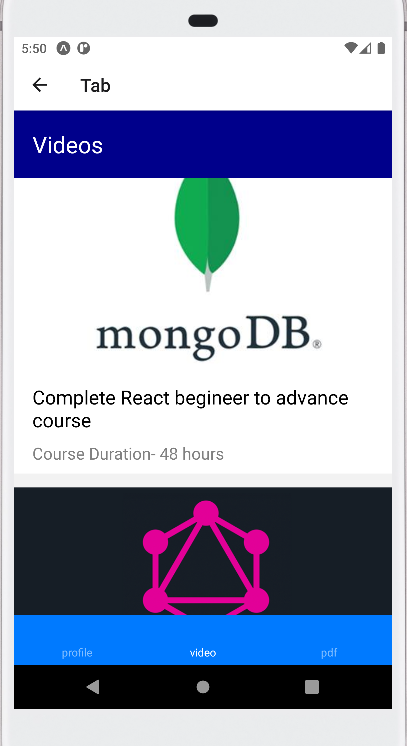 5:50
Tab
Videos
mongoDB®
Complete React begineer to advance
course
Course Duration- 48 hours
profile
video
pdf